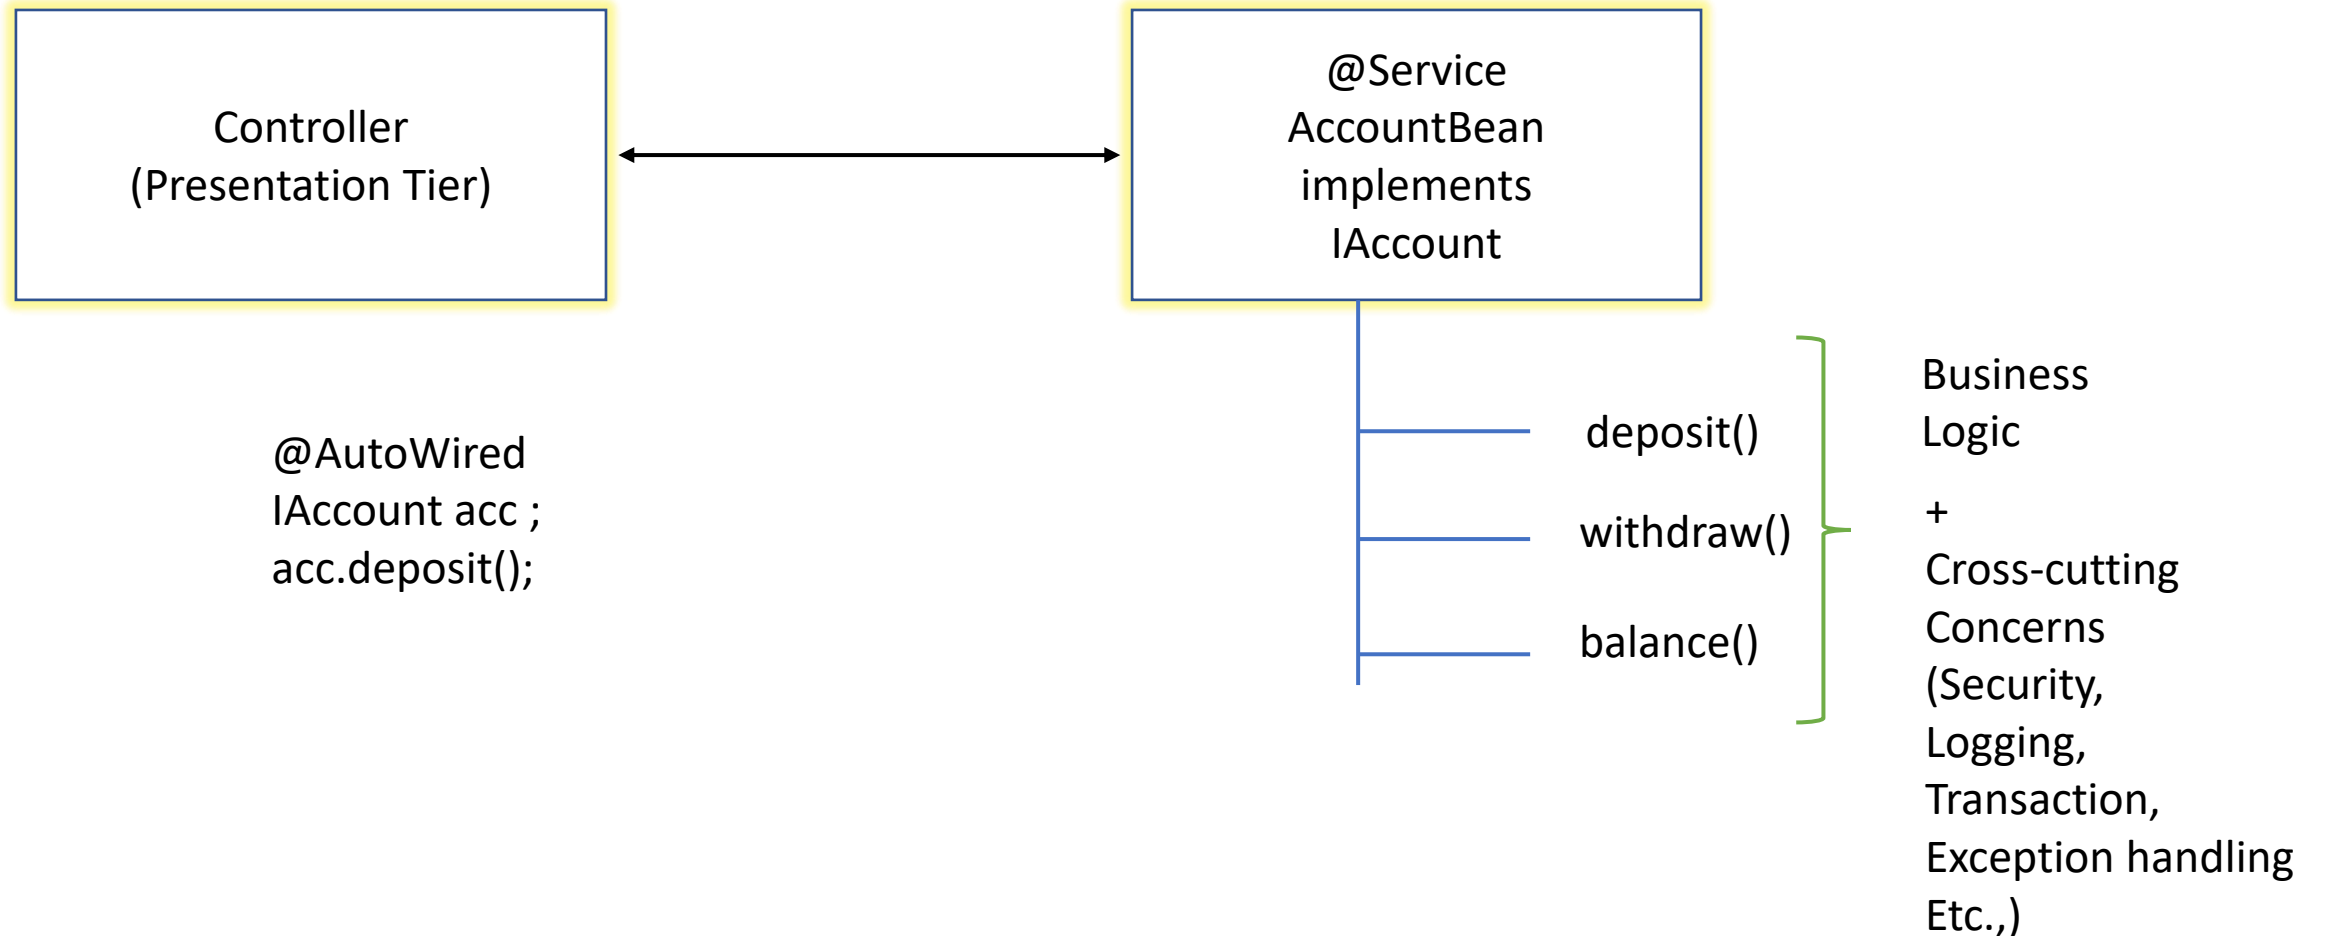 Controller
(Presentation Tier)
@Service
AccountBean
implements
IAccount
@AutoWired
IAccount acc ;
acc.deposit();
deposit()
withdraw()
balance()
Business
Logic
+
Cross-cutting
Concerns
(Security,
Logging,
Transaction,
Exception handling
Etc.,)